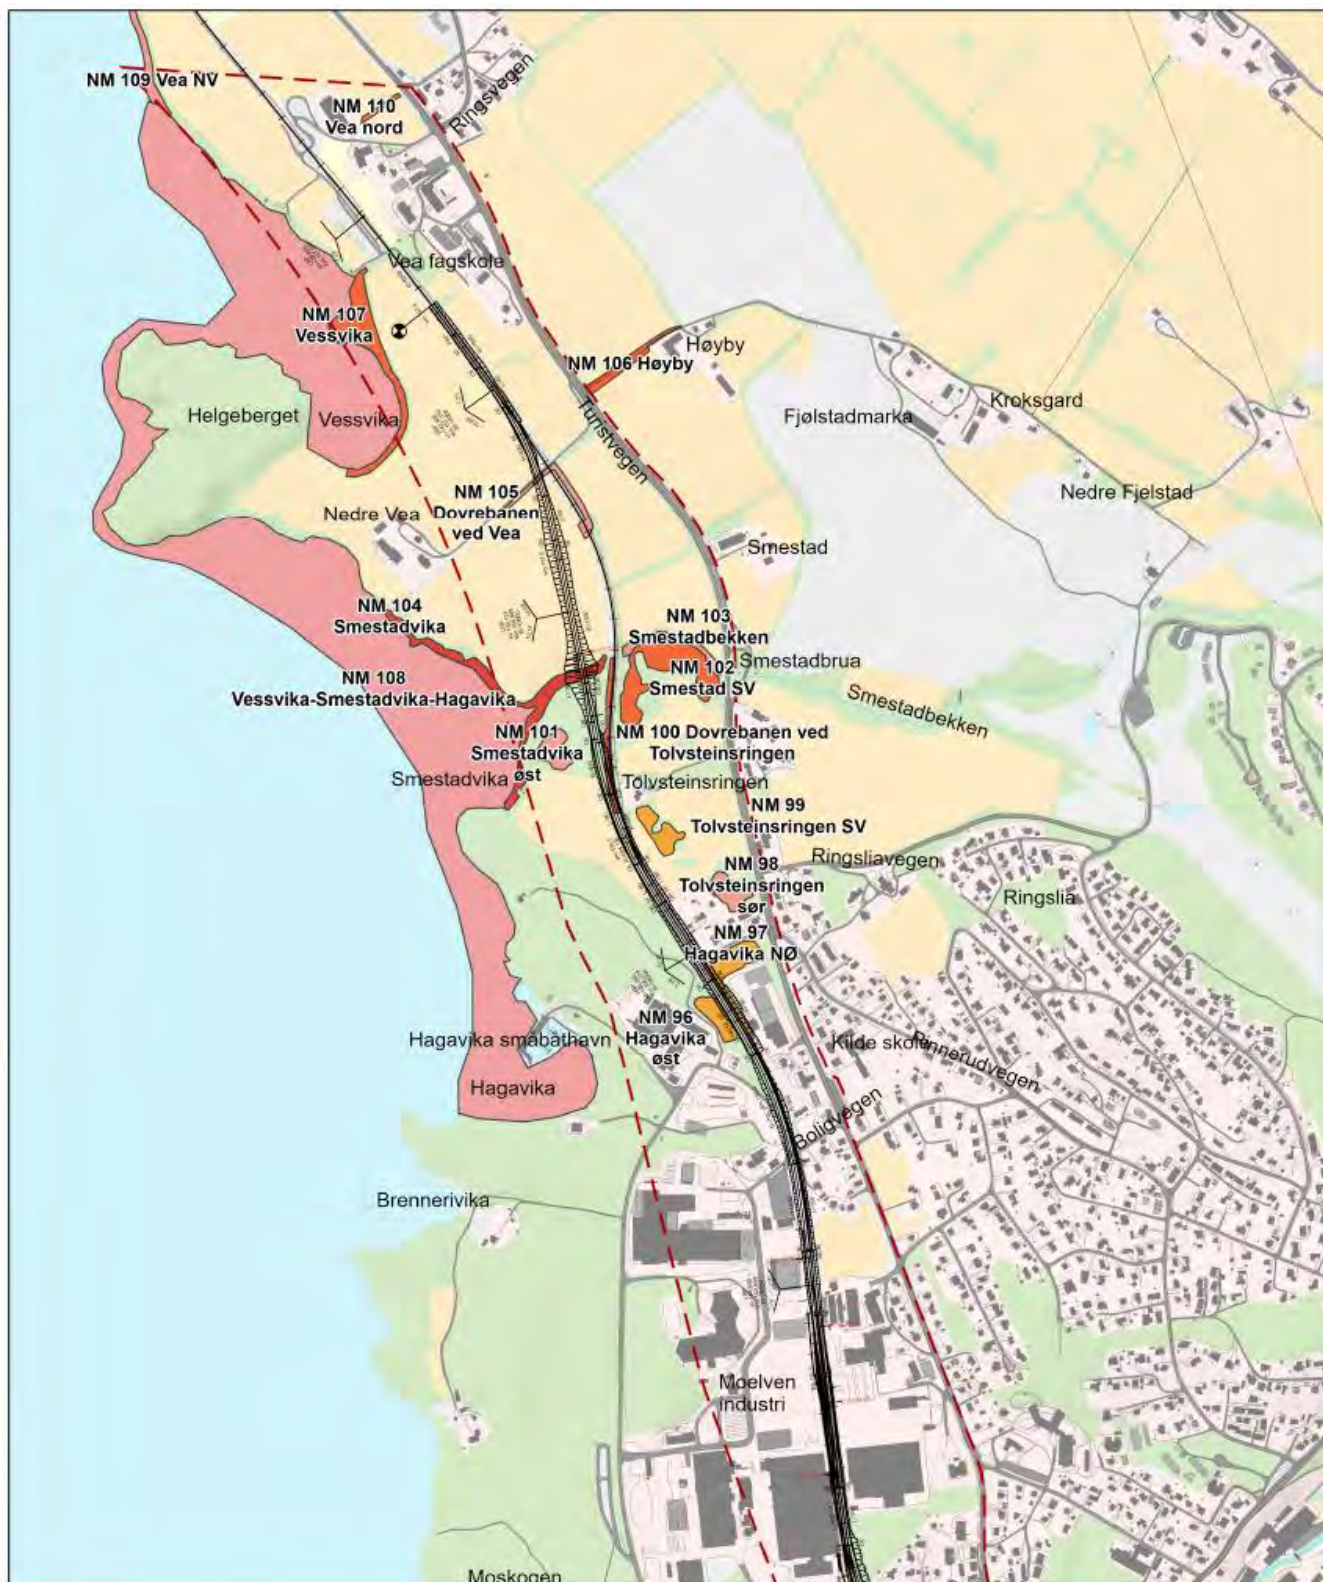 NM 109 Vea NV
NM 110
Vea nord
Ringsvegen
Vea fagskole
NM 107
Vessvika
NM 106 Høyby
Høyby
Helgeberget
Vessvika
Tunstvegen
Fjølstadmarka
Kroksgard
Nedre Fjelstad
NM 105
Dovrebanen
ved Vea
Nedre Vea
Smestad
NM 104
Smestadvika
NM 103
Smestadbekken
NM 102
Smestad SV
Smestadbrua
Smestadbekken
NM 108
Vessvika-Smestadvika-Hagavika
NM 101
Smestadvika
øst
NM 100 Dovrebanen ved
Tolvsteinsringen
Smestadvika
Tolvsteinsringen
NM 99
Tolvsteinsringen SV
Ringsliavegen
NM 98
Tolvsteinsringen
sør
Ringslia
NM 97
Hagavika NØ
NM 96
Hagavika
øst
Hagavika småbåthavn
Kilde skole
Rinnerudvegen
Hagavika
Boligvegen
Brennerivika
Moelven
industri
Moskogen